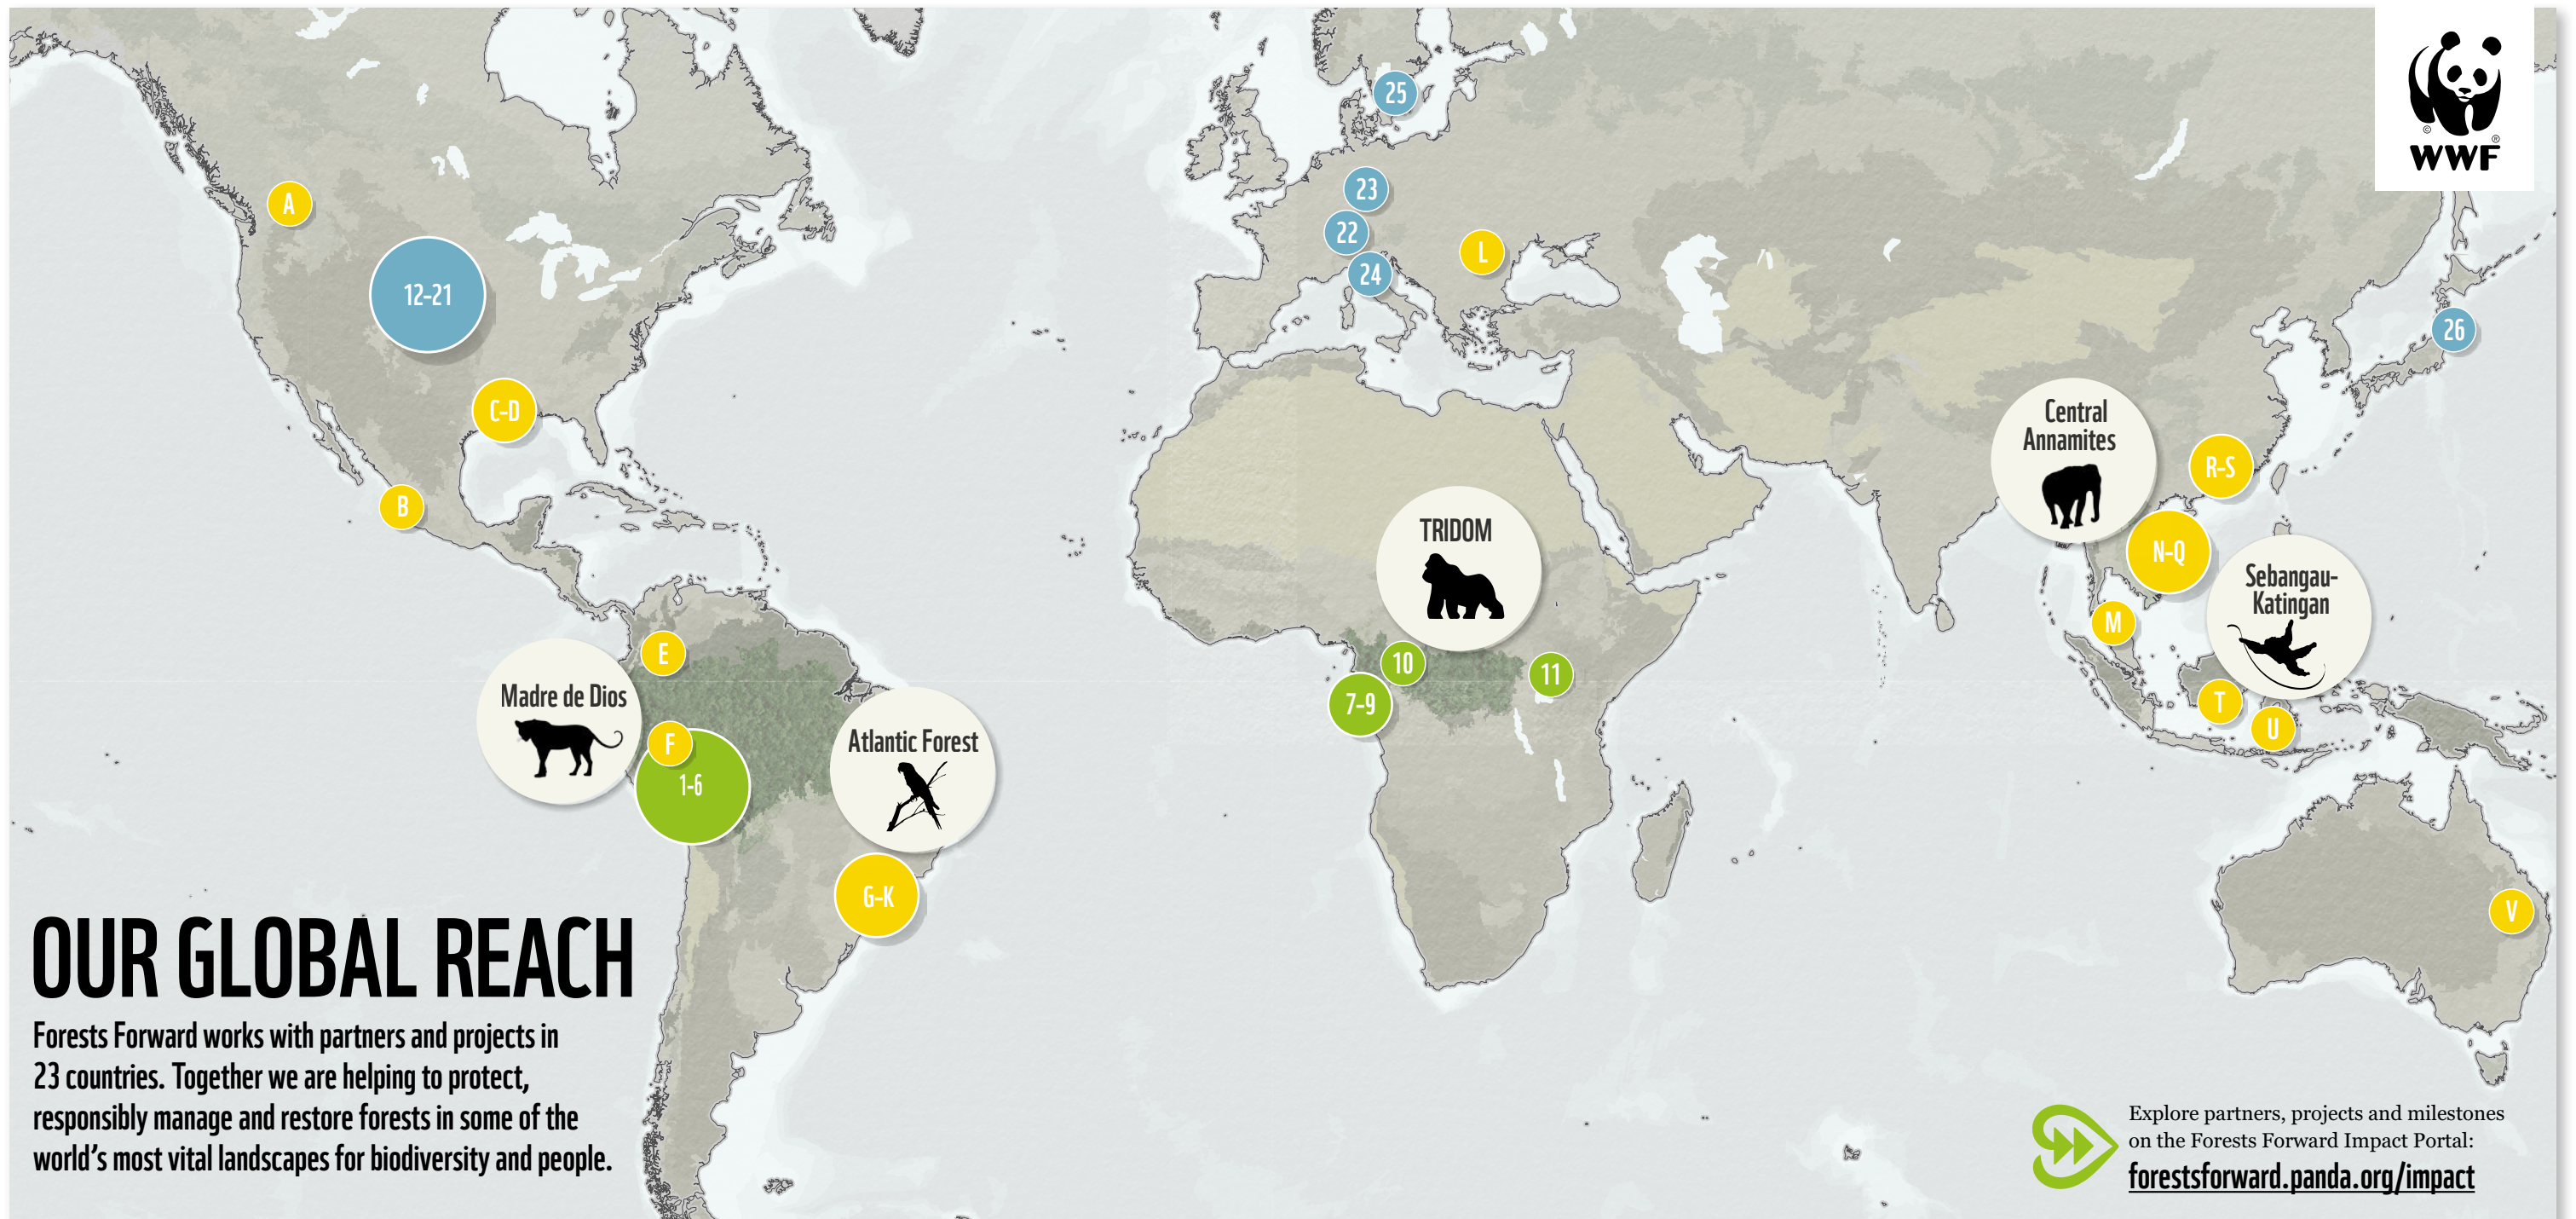 25
©
®
WWF
A
23
22
L
24
12–21
26
C–D
Central
Annamites
R–S
B
TRIDOM
N–Q
Sebangau-
Katingan
M
E
10
11
Madre de Dios
7–9
T
U
F
Atlantic Forest
1–6
G–K
V
OUR GLOBAL REACH
Forests Forward works with partners and projects in
23 countries. Together we are helping to protect,
responsibly manage and restore forests in some of the
world’s most vital landscapes for biodiversity and people.
Explore partners, projects and milestones
on the Forests Forward Impact Portal:
forestsforward.panda.org/impact